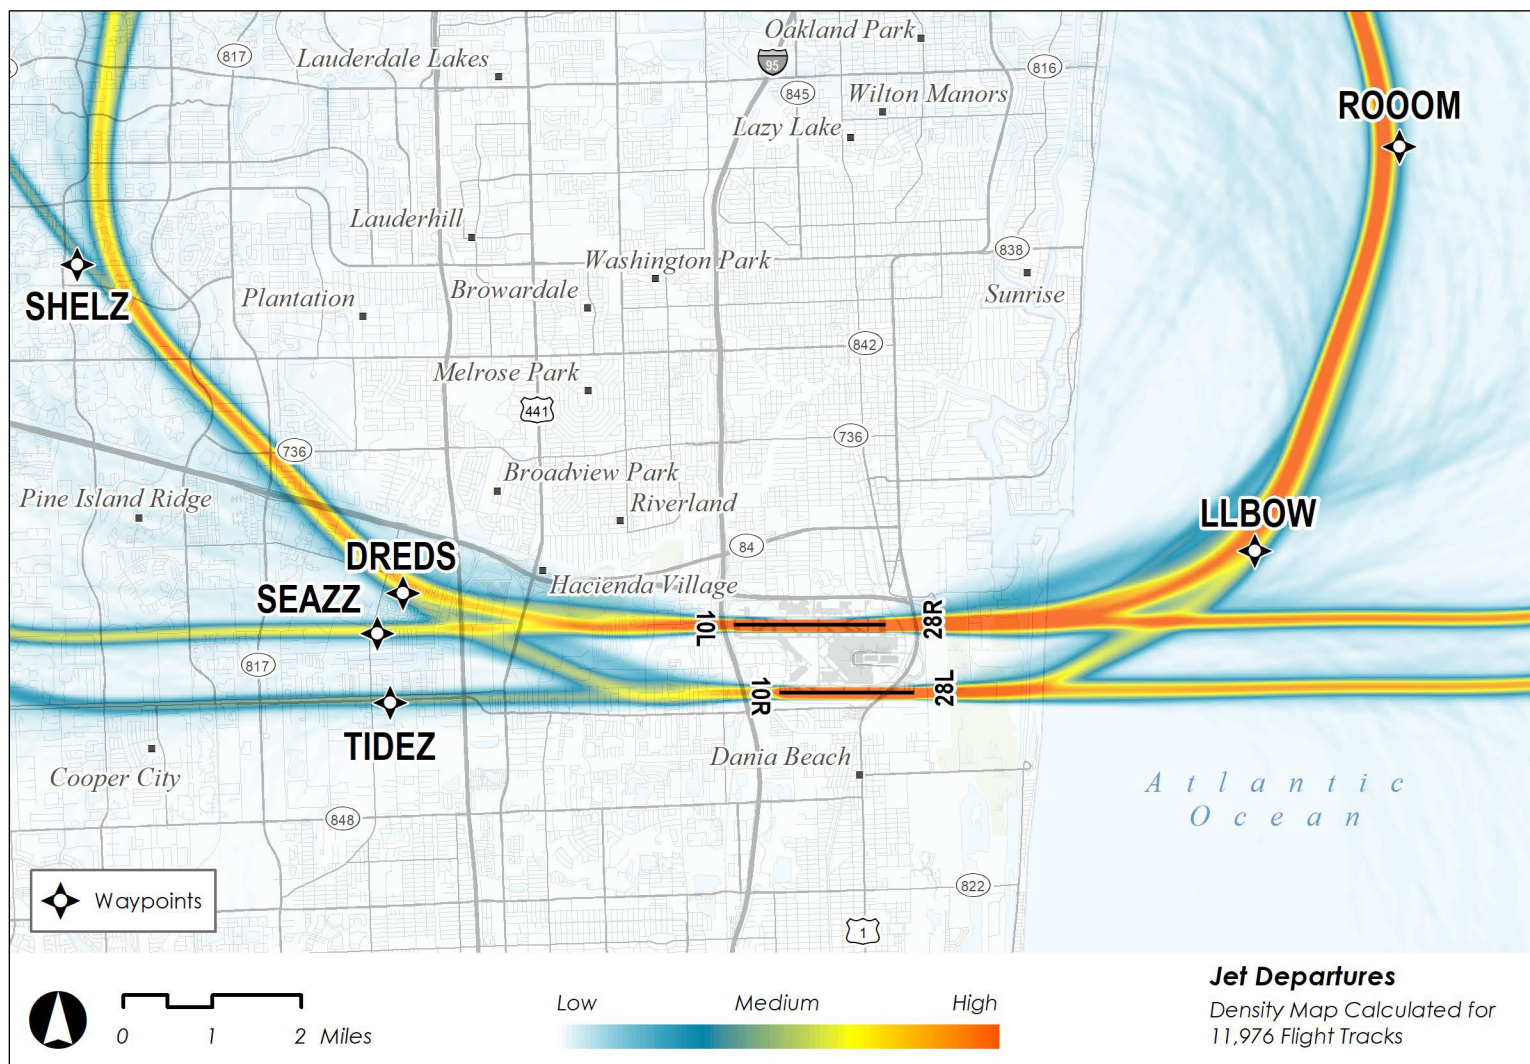 Oakland Park
817
Lauderdale Lakes
95
816
845
Wilton Manors
ROOOM
Lazy Lake
Lauderhill
838
Washington Park
SHELZ
Plantation
Browardale
Sunrise
842
Melrose Park
441
736
736
Broadview Park
Pine Island Ridge
Riverland
LLBOW
84
DREDS
Hacienda Village
SEAZZ
10L
28R
817
10R
28L
TIDEZ
Dania Beach
Cooper City
Atlantic
Ocean
848
822
Waypoints
1
Jet Departures
Low Medium High
Density Map Calculated for
11,976 Flight Tracks
0 1 2 Miles